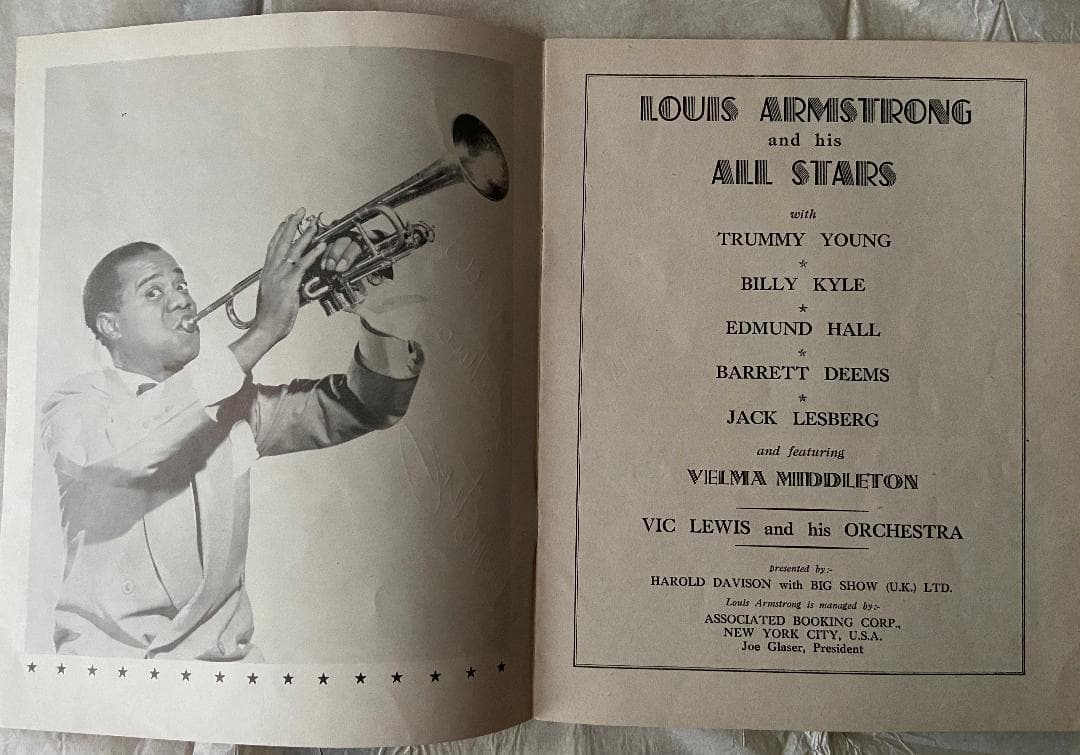 LOUIS ARMSTRONG
and his
ALL STARS
with
TRUMMY YOUNG
BILLY KYLE
EDMUND HALL
BARRETT DEEMS
JACK LESBERG
and featuring
VELMA MIDDLETON
VIC LEWIS and his ORCHESTRA
presented by:-
HAROLD DAVISON with BIG SHOW (U.K.) LTD.
Louis Armstrong is managed by:-
ASSOCIATED BOOKING CORP.,
NEW YORK CITY, U.S.A.
Joe Glaser, President